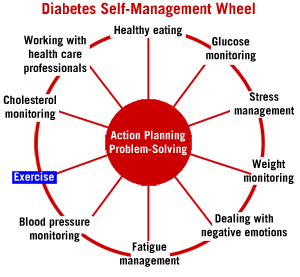 Diabetes Self-Management Wheel
Healthy eating
Working with
health care
professionals
Glucose
monitoring
Cholesterol
monitoring
Stress
management
Action Planning
Problem-Solving
Exercise
Weight
monitoring
Blood pressure
monitoring
Dealing with
negative emotions
Fatigue
management